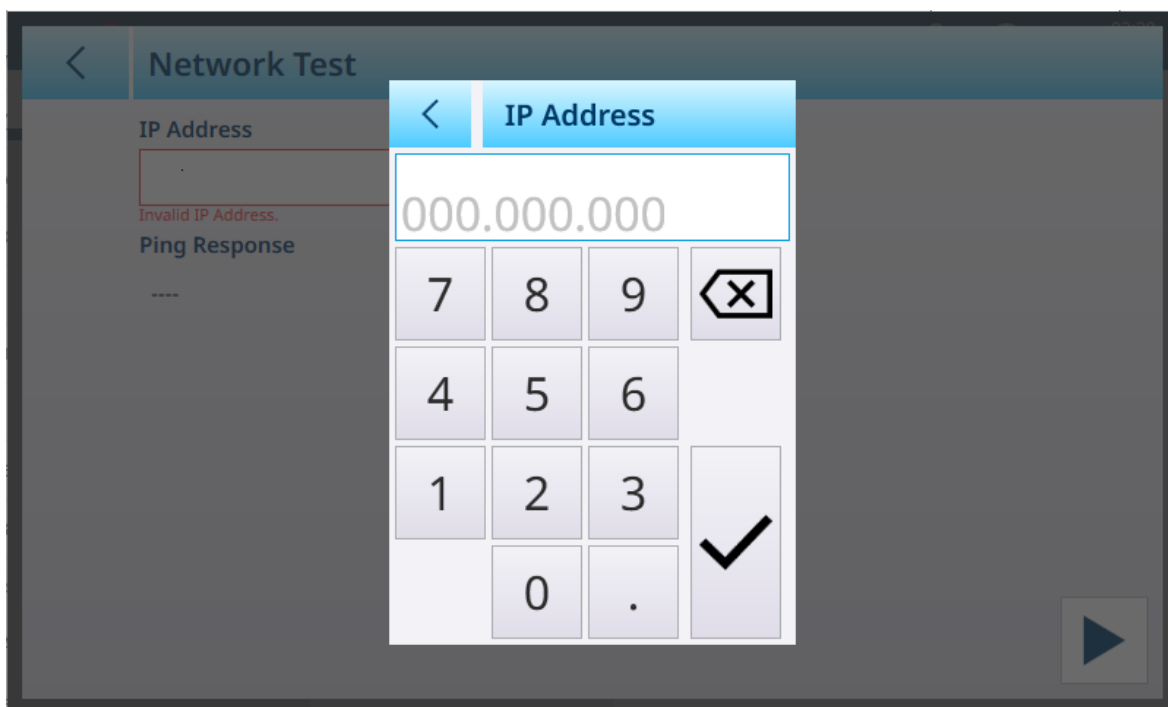 Network Test
IP Address
.
Invalid IP Address.
Ping Response
----
IP Address
000.000.000
7 8 9
4 5 6
1 2 3
0 .